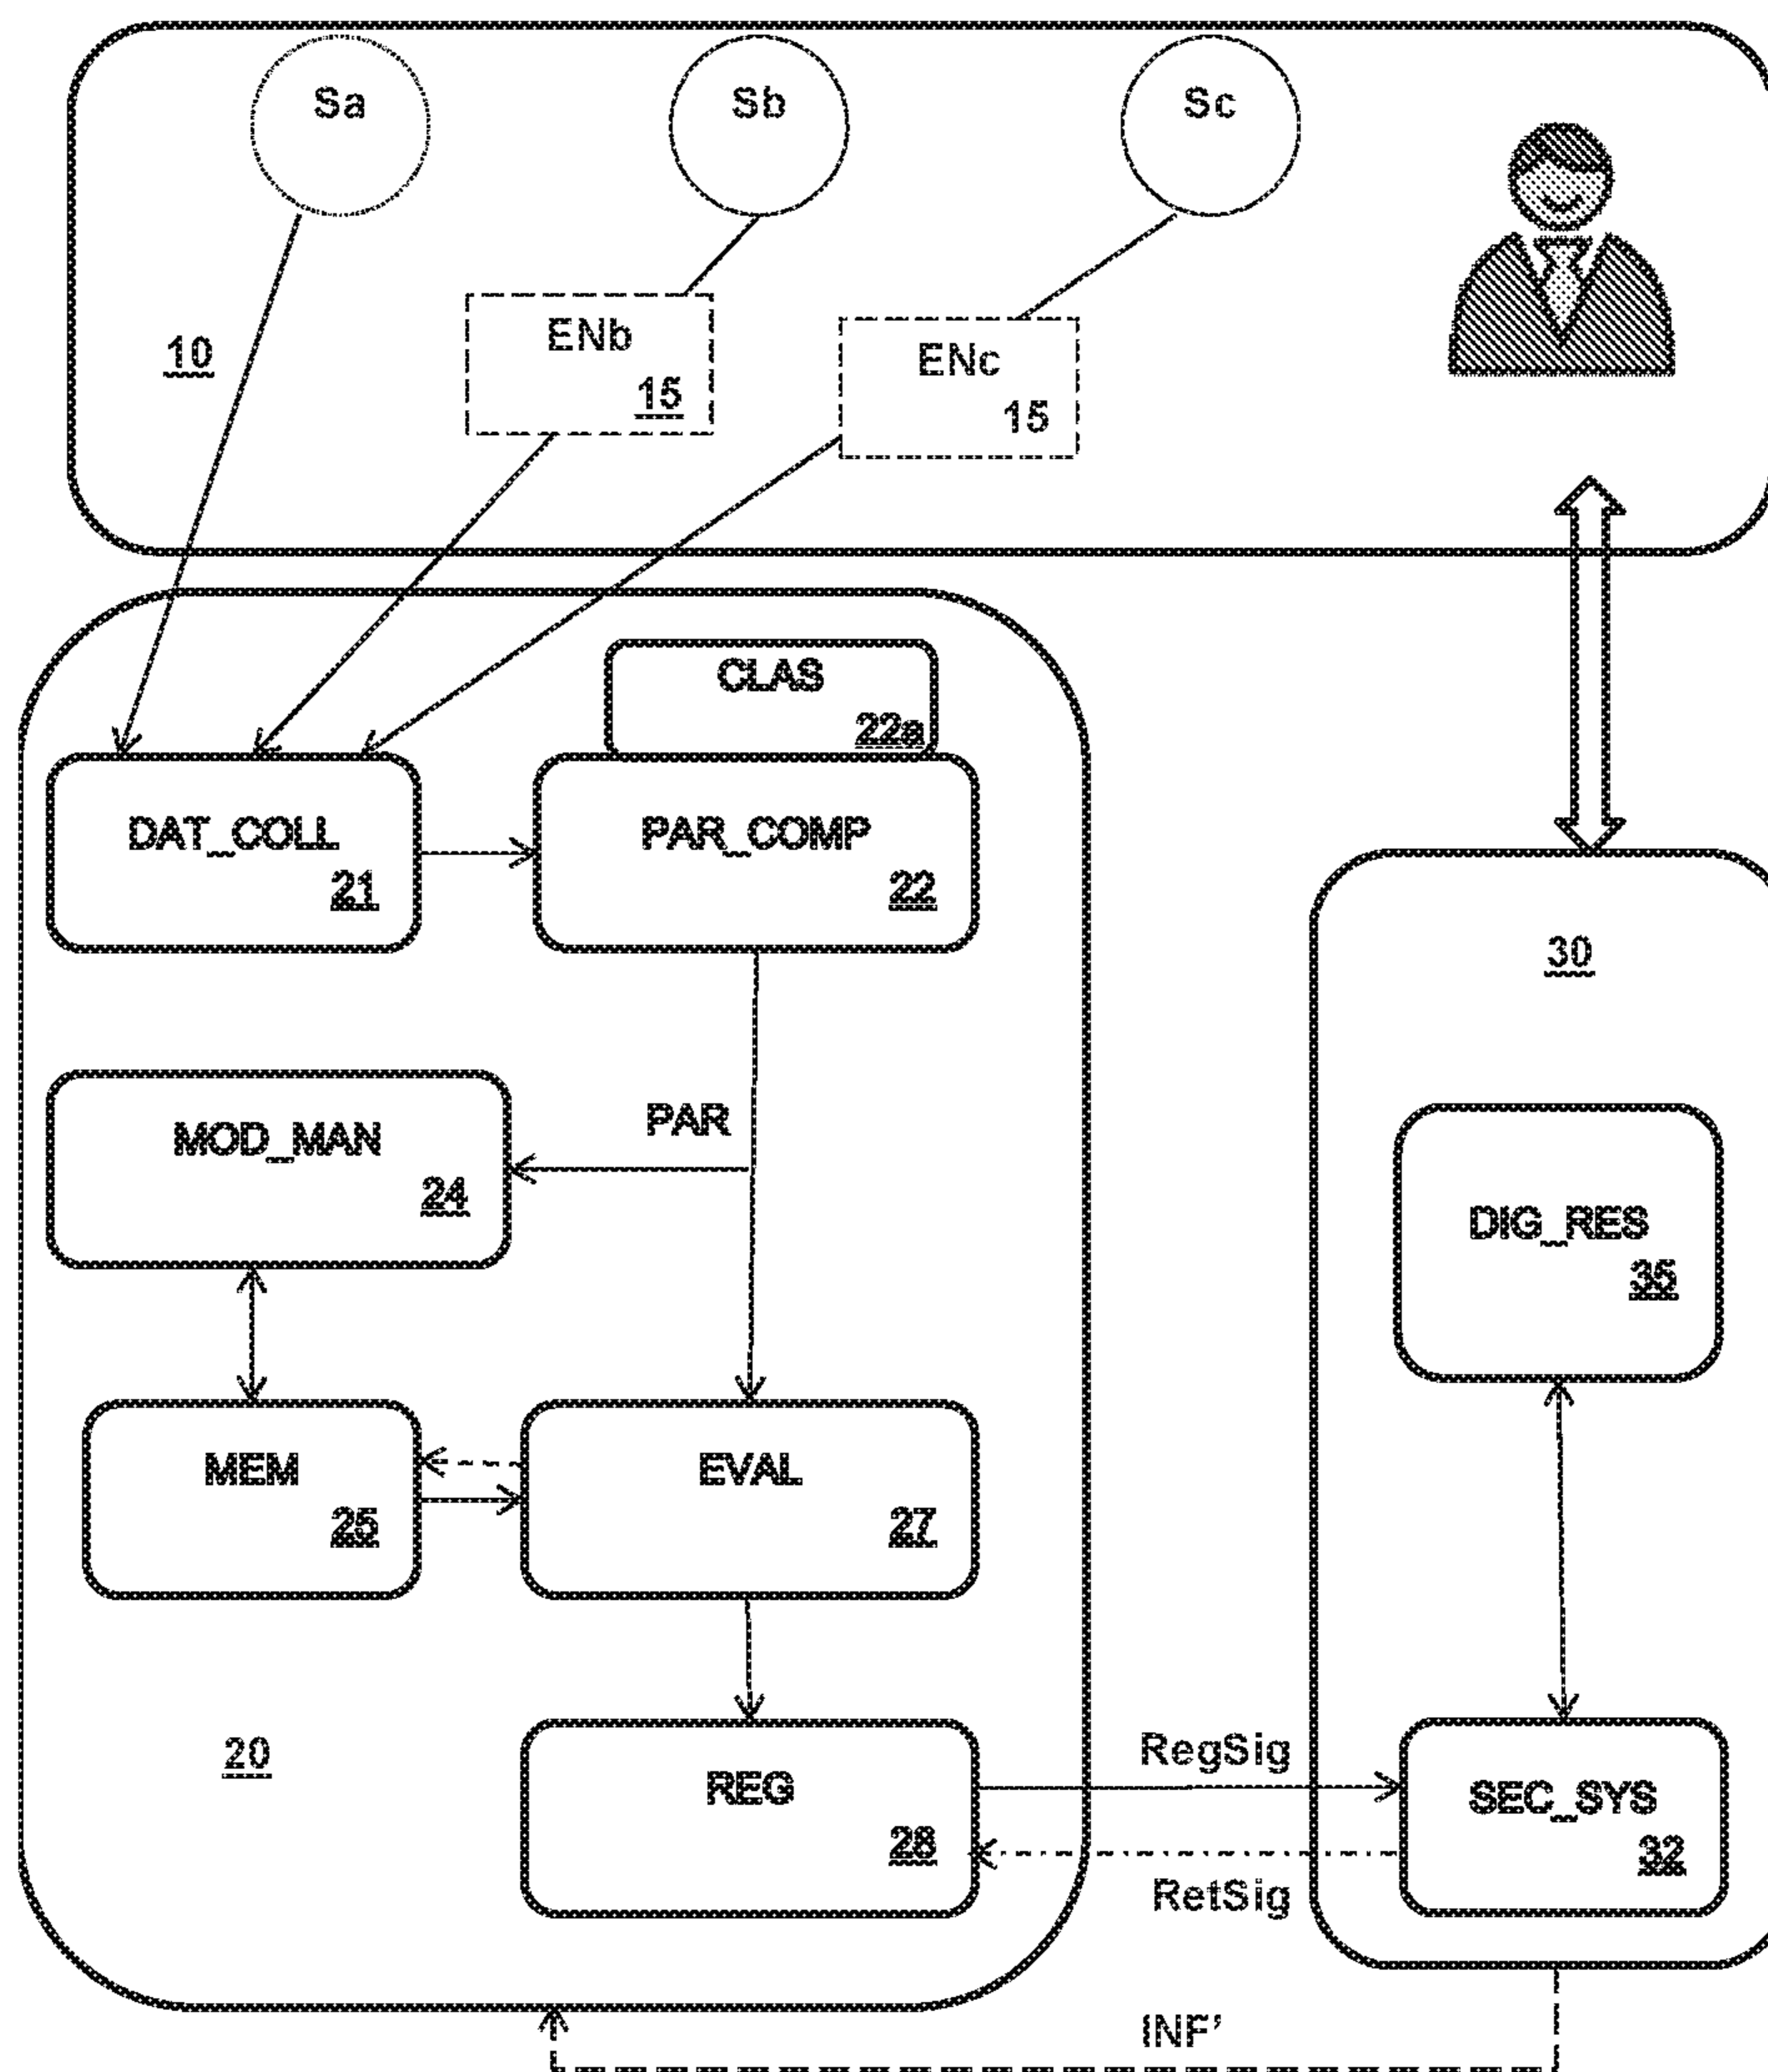 Sa
Sb
Sc
10
ENb
15
ENc
15
CLAS
22a
DAT_COLL
21
PAR_COMP
22
30
MOD_MAN
24
PAR
DIG_RES
35
MEM
25
EVAL
27
20
REG
28
RegSig
RetSig
SEC_SYS
32
INF'